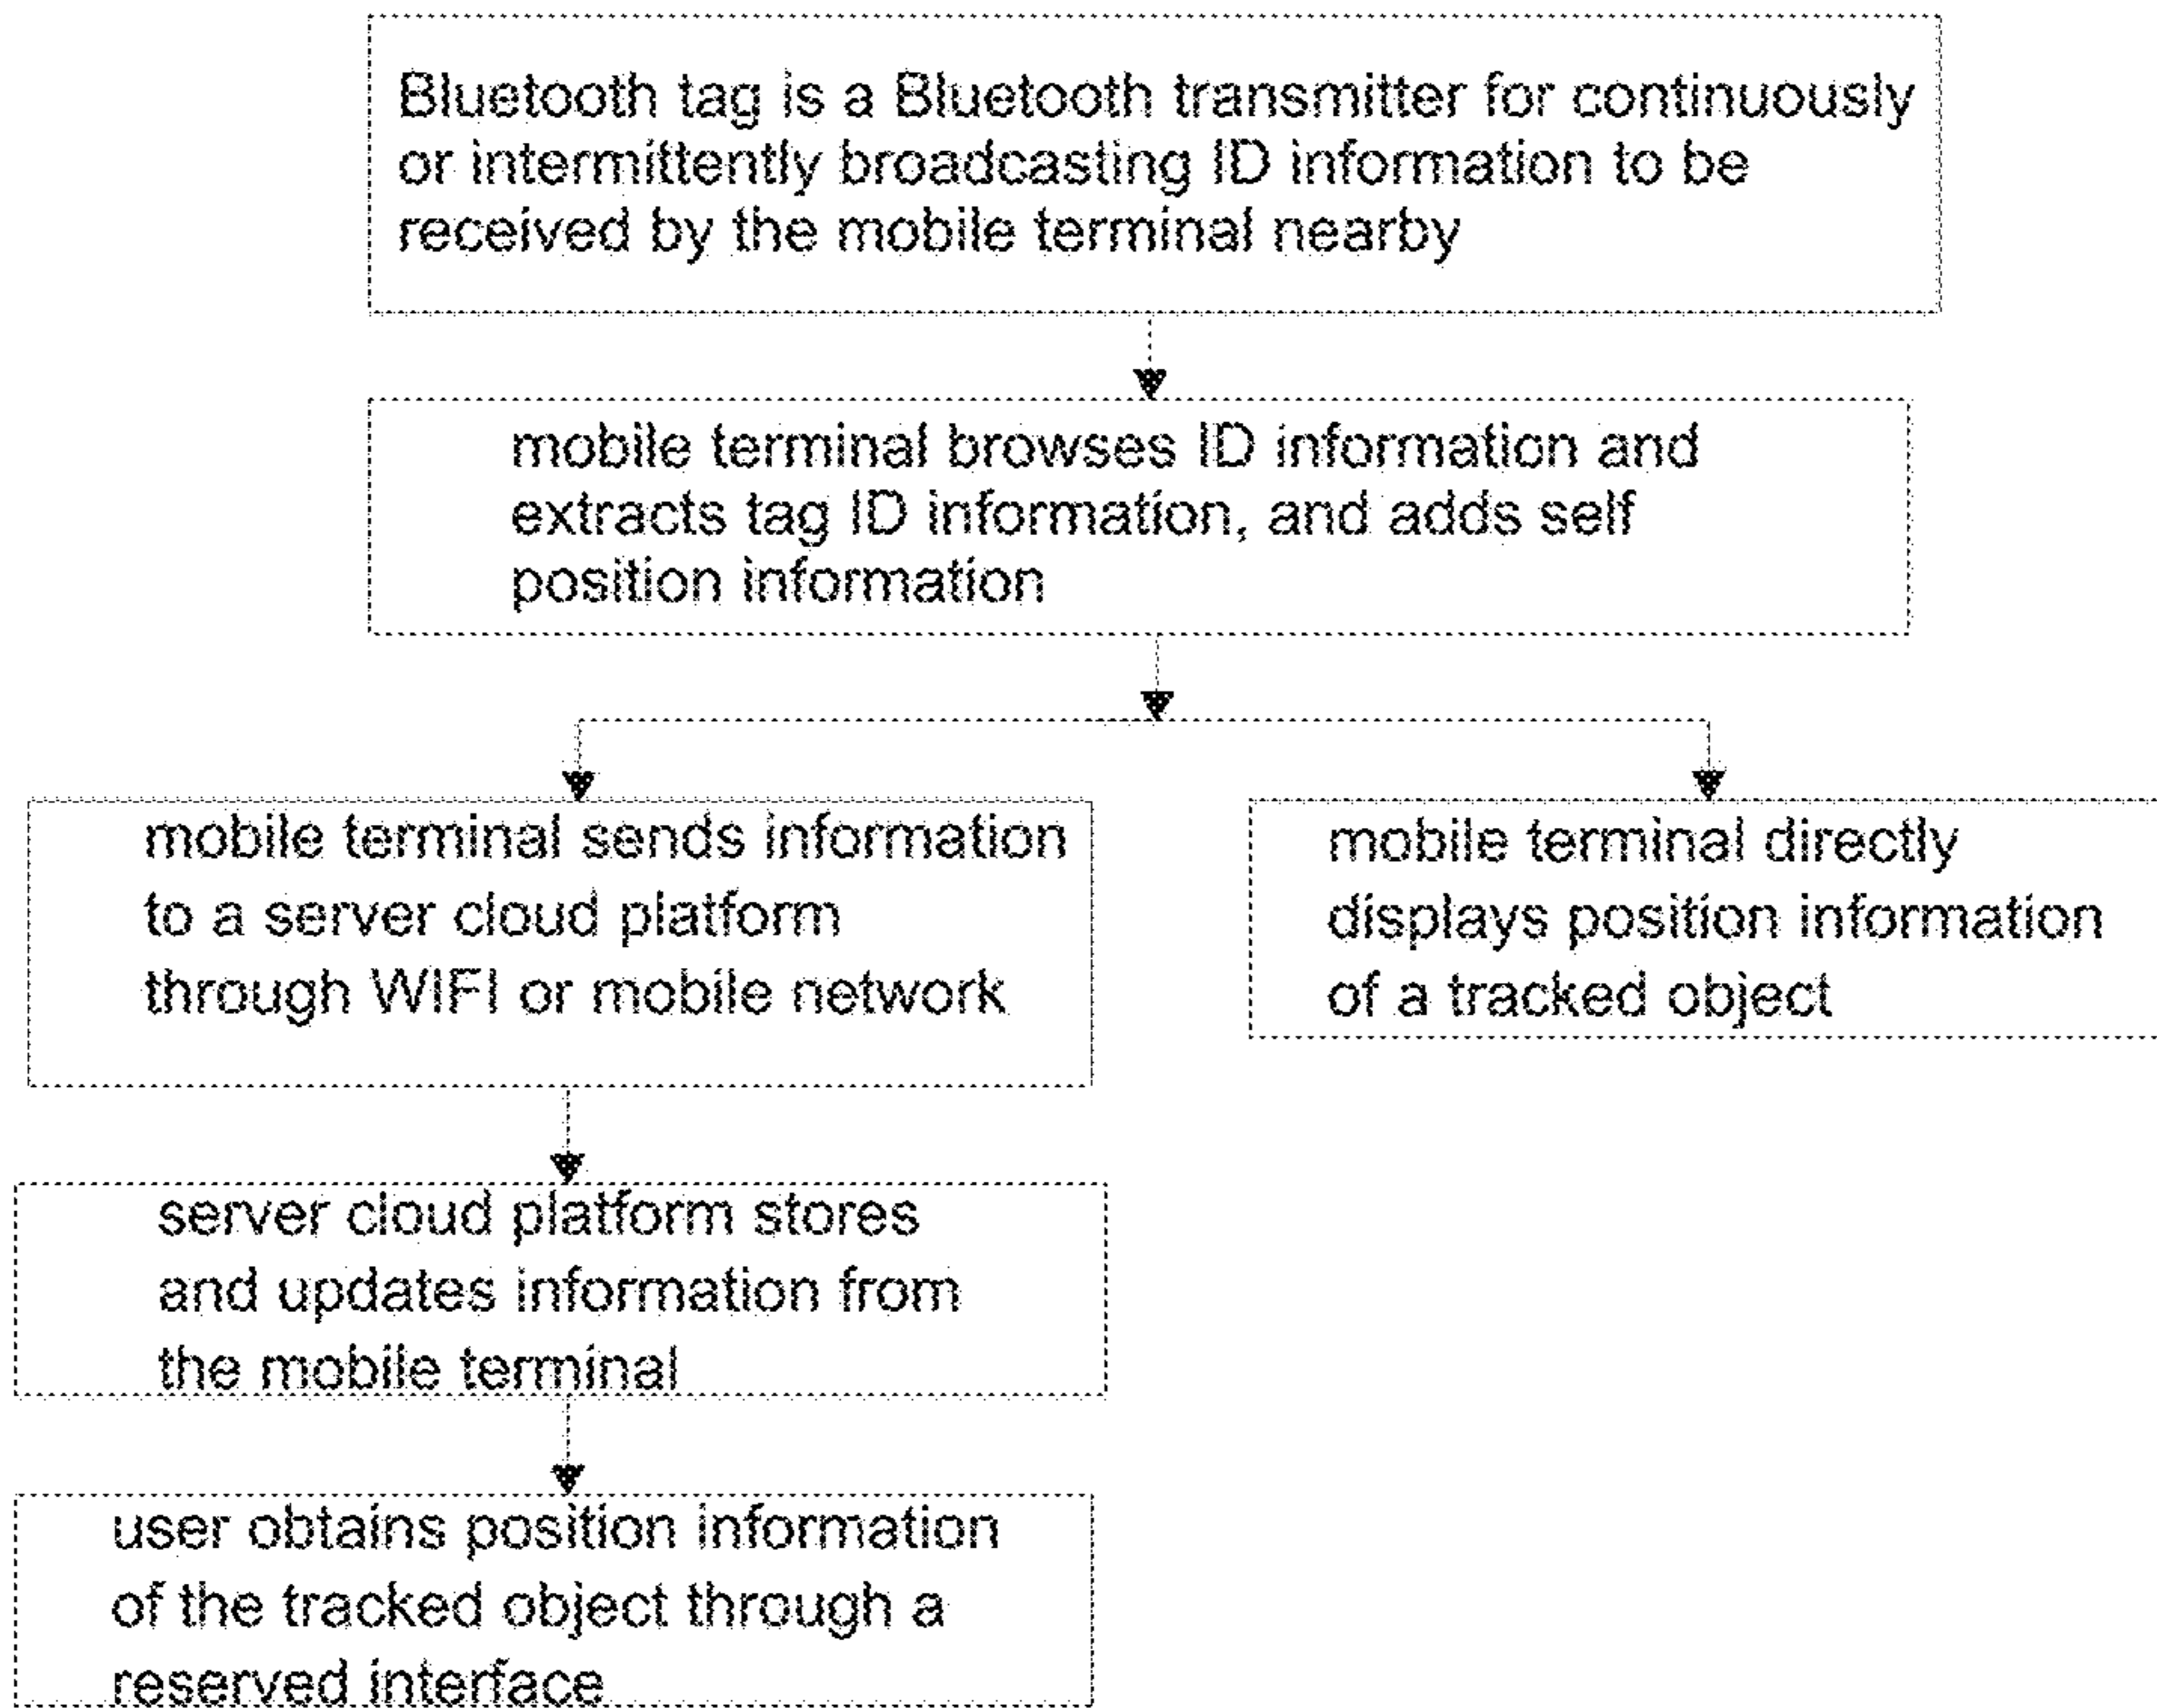 Bluetooth tag is a Bluetooth transmitter for continuously
or intermittently broadcasting ID information to be
received by the mobile terminal nearby
mobile terminal browses ID information and
extracts tag ID information, and adds self
position information
mobile terminal sends information
to a server cloud platform
through WIFI or mobile network
mobile terminal directly
displays position information
of a tracked object
server cloud platform stores
and updates information from
the mobile terminal
user obtains position information
of the tracked object through a
reserved interface